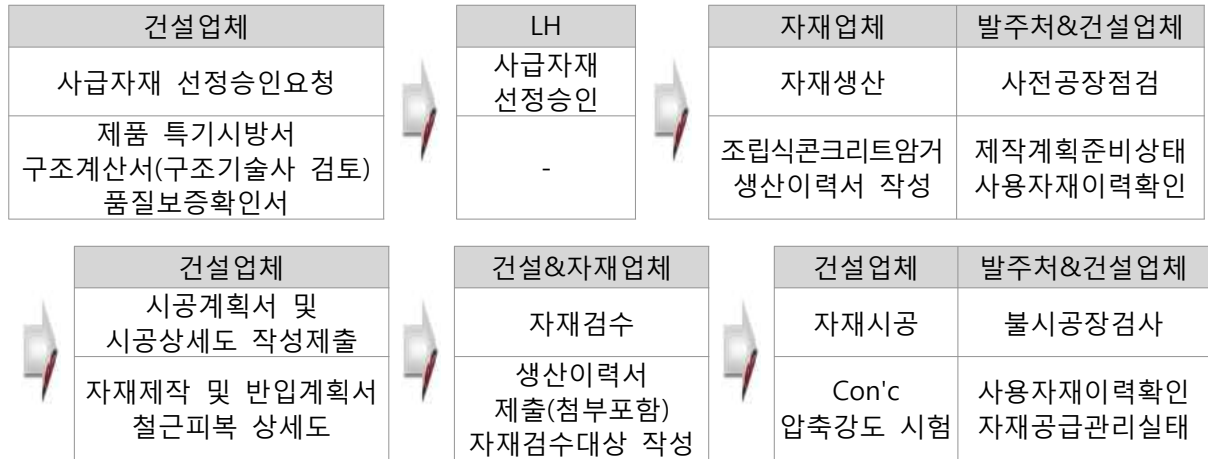 건설업체
사급자재 선정승인요청
제품 특기시방서
구조계산서(구조기술사 검토)
품질보증확인서
LH
사급자재
선정승인
-
자재업체
발주처&건설업체
자재생산
사전공장점검
조립식콘크리트암거
생산이력서 작성
제작계획준비상태
사용자재이력확인
건설업체
시공계획서 및
시공상세도 작성제출
자재제작 및 반입계획서
철근피복 상세도
건설&자재업체
자재검수
생산이력서
제출(첨부포함)
자재검수대상 작성
건설업체
발주처&건설업체
자재시공
불시공장검사
Con'c
압축강도 시험
사용자재이력확인
자재공급관리실태